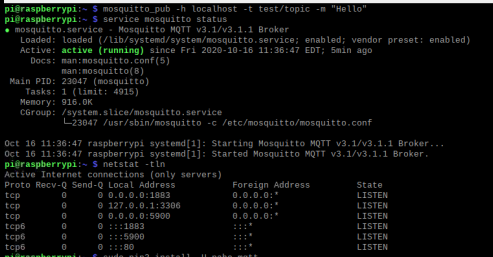 pi@raspberrypi:~ $ mosquitto_pub -h localhost -t test/topic -m "Hello"
pi@raspberrypi:~ $ service mosquitto status
● mosquitto.service - Mosquitto MQTT v3.1/v3.1.1 Broker
Loaded: loaded (/lib/systemd/system/mosquitto.service; enabled; vendor preset: enabled)
Active: active (running) since Fri 2020-10-16 11:36:47 EDT; 5min ago
Docs: man:mosquitto.conf(5)
man:mosquitto(8)
Main PID: 23047 (mosquitto)
Tasks: 1 (limit: 4915)
Memory: 916.0K
CGroup: /system.slice/mosquitto.service
└─23047 /usr/sbin/mosquitto -c /etc/mosquitto/mosquitto.conf
Oct 16 11:36:47 raspberrypi systemd[1]: Starting Mosquitto MQTT v3.1/v3.1.1 Broker...
Oct 16 11:36:47 raspberrypi systemd[1]: Started Mosquitto MQTT v3.1/v3.1.1 Broker.
pi@raspberrypi:~ $ netstat -tln
Active Internet connections (only servers)
Proto Recv-Q Send-Q Local Address Foreign Address State
tcp 0 0 0.0.0.0:1883 0.0.0.0:* LISTEN
tcp 0 0 127.0.0.1:3306 0.0.0.0:* LISTEN
tcp 0 0 0.0.0.0:5900 0.0.0.0:* LISTEN
tcp6 0 0 :::1883 :::* LISTEN
tcp6 0 0 :::5900 :::* LISTEN
tcp6 0 0 :::80 :::* LISTEN
pi@raspberrypi:~ $ sudo pip3 install -U paho-mqtt